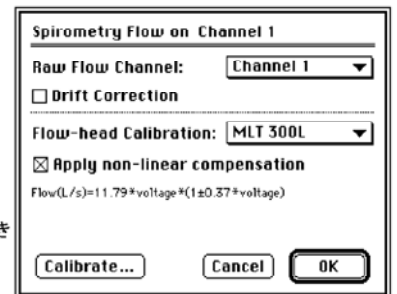 Spirometry Flow on Channel 1
Raw Flow Channel: Channel 1
Drift Correction
Flow-head Calibration: MLT 300L
Apply non-linear compensation
Flow(L/s)=11.79*voltage*(1±0.37*voltage)
き
Calibrate... Cancel OK